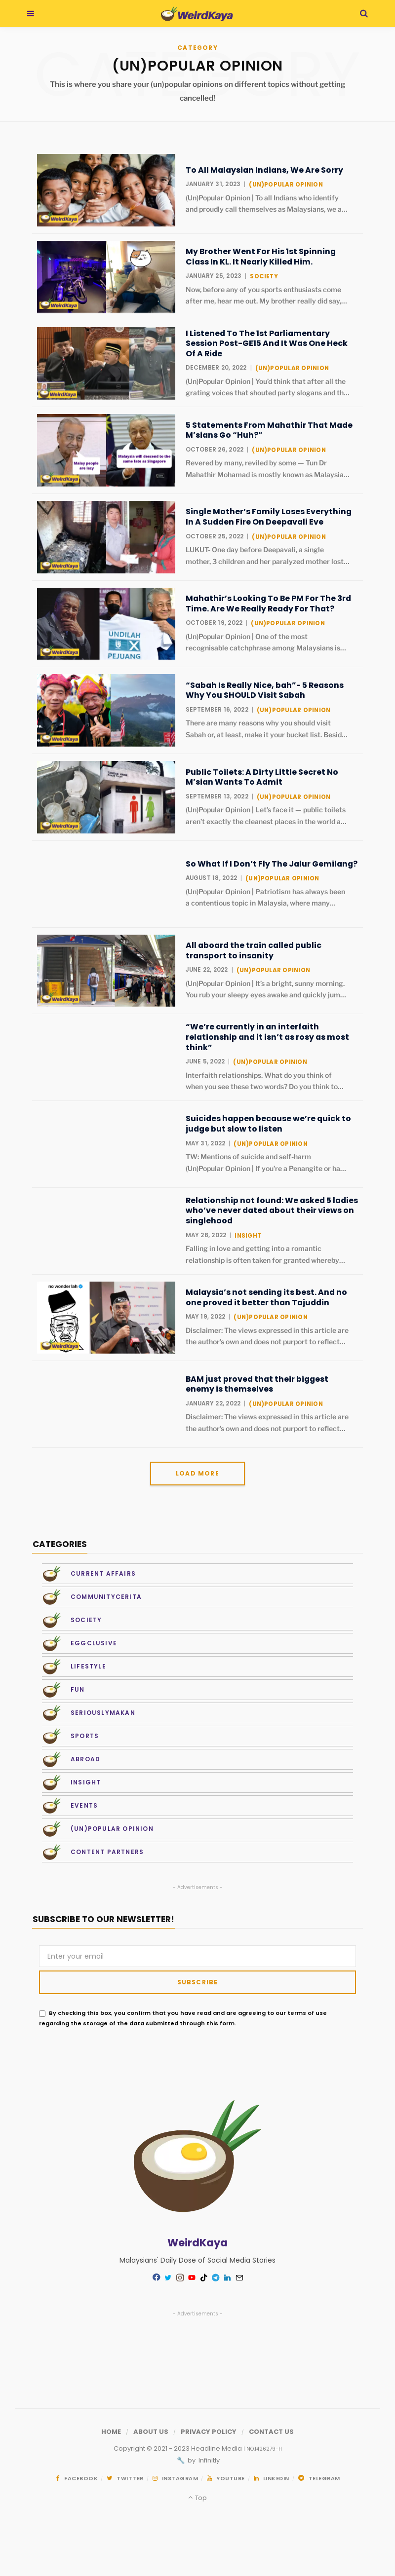 WeirdKaya
CATEGORY
(UN)POPULAR OPINION
This is where you share your (un)popular opinions on different topics without getting
cancelled!
To All Malaysian Indians, We Are Sorry
JANUARY 31, 2023 | (UN)POPULAR OPINION
(Un)Popular Opinion | To all Indians who identify
and proudly call themselves as Malaysians, we a...
WeirdKaya
My Brother Went For His 1st Spinning
Class In KL. It Nearly Killed Him.
JANUARY 25, 2023 | SOCIETY
Now, before any of you sports enthusiasts come
after me, hear me out. My brother really did say,...
WeirdKaya
I Listened To The 1st Parliamentary
Session Post-GE15 And It Was One Heck
Of A Ride
DECEMBER 20, 2022 | (UN)POPULAR OPINION
(Un)Popular Opinion | You'd think that after all the
grating voices that shouted party slogans and th...
WeirdKaya
5 Statements From Mahathir That Made
M'sians Go “Huh?”
OCTOBER 26, 2022 | (UN)POPULAR OPINION
Revered by many, reviled by some — Tun Dr
Mahathir Mohamad is mostly known as Malaysia...
Malay people are lazy
Malaysia will descend to the same fate as Singapore
WeirdKaya
Single Mother’s Family Loses Everything
In A Sudden Fire On Deepavali Eve
OCTOBER 25, 2022 | (UN)POPULAR OPINION
LUKUT- One day before Deepavali, a single
mother, 3 children and her paralyzed mother lost...
WeirdKaya
Mahathir’s Looking To Be PM For The 3rd
Time. Are We Really Ready For That?
OCTOBER 19, 2022 | (UN)POPULAR OPINION
(Un)Popular Opinion | One of the most
recognisable catchphrase among Malaysians is...
UNDILAH
PEJUANG
WeirdKaya
“Sabah Is Really Nice, bah”- 5 Reasons
Why You SHOULD Visit Sabah
SEPTEMBER 16, 2022 | (UN)POPULAR OPINION
There are many reasons why you should visit
Sabah or, at least, make it your bucket list. Besid...
WeirdKaya
Public Toilets: A Dirty Little Secret No
M’sian Wants To Admit
SEPTEMBER 13, 2022 | (UN)POPULAR OPINION
(Un)Popular Opinion | Let’s face it — public toilets
aren’t exactly the cleanest places in the world a...
WeirdKaya
So What If I Don’t Fly The Jalur Gemilang?
AUGUST 18, 2022 | (UN)POPULAR OPINION
(Un)Popular Opinion | Patriotism has always been
a contentious topic in Malaysia, where many...
All aboard the train called public
transport to insanity
JUNE 22, 2022 | (UN)POPULAR OPINION
(Un)Popular Opinion | It’s a bright, sunny morning.
You rub your sleepy eyes awake and quickly jum...
WeirdKaya
“We’re currently in an interfaith
relationship and it isn’t as rosy as most
think”
JUNE 5, 2022 | (UN)POPULAR OPINION
Interfaith relationships. What do you think of
when you see these two words? Do you think to...
Suicides happen because we’re quick to
judge but slow to listen
MAY 31, 2022 | (UN)POPULAR OPINION
TW: Mentions of suicide and self-harm
(Un)Popular Opinion | If you’re a Penangite or ha...
Relationship not found: We asked 5 ladies
who’ve never dated about their views on
singlehood
MAY 28, 2022 | INSIGHT
Falling in love and getting into a romantic
relationship is often taken for granted whereby...
Malaysia’s not sending its best. And no
one proved it better than Tajuddin
MAY 19, 2022 | (UN)POPULAR OPINION
Disclaimer: The views expressed in this article are
the author’s own and does not purport to reflect...
no wonder lah
WeirdKaya
BAM just proved that their biggest
enemy is themselves
JANUARY 22, 2022 | (UN)POPULAR OPINION
Disclaimer: The views expressed in this article are
the author’s own and does not purport to reflect...
LOAD MORE
CATEGORIES
CURRENT AFFAIRS
COMMUNITYCERITA
SOCIETY
EGGCLUSIVE
LIFESTYLE
FUN
SERIOUSLYMAKAN
SPORTS
ABROAD
INSIGHT
EVENTS
(UN)POPULAR OPINION
CONTENT PARTNERS
- Advertisements -
SUBSCRIBE TO OUR NEWSLETTER!
Enter your email
SUBSCRIBE
By checking this box, you confirm that you have read and are agreeing to our terms of use
regarding the storage of the data submitted through this form.
WeirdKaya
Malaysians' Daily Dose of Social Media Stories
- Advertisements -
HOME / ABOUT US / PRIVACY POLICY / CONTACT US
Copyright © 2021 - 2023 Headline Media | NO1426279-H
by Infinitly
FACEBOOK / TWITTER / INSTAGRAM / YOUTUBE / LINKEDIN / TELEGRAM
Top